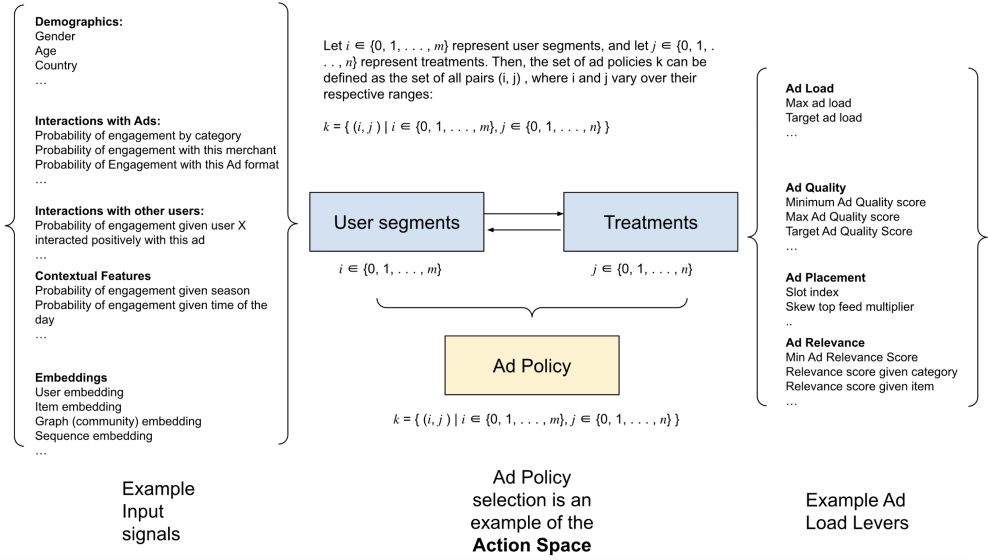 Demographics:
Gender
Age
Country
…
Interactions with Ads:
Probability of engagement by category
Probability of engagement with this merchant
Probability of Engagement with this Ad format
…
Interactions with other users:
Probability of engagement given user X
interacted positively with this ad
…
Contextual Features
Probability of engagement given season
Probability of engagement given time of the
day
…
Embeddings
User embedding
Item embedding
Graph (community) embedding
Sequence embedding
…
Example
Input
signals
Let i ∈ {0, 1, . . . , m} represent user segments, and let j ∈ {0, 1, .
. . , n} represent treatments. Then, the set of ad policies k can be
defined as the set of all pairs (i, j) , where i and j vary over their
respective ranges:
k = { (i, j ) | i ∈ {0, 1, . . . , m}, j ∈ {0, 1, . . . , n} }
User segments
Treatments
i ∈ {0, 1, . . . , m}
j ∈ {0, 1, . . . , n}
Ad Policy
k = { (i, j ) | i ∈ {0, 1, . . . , m}, j ∈ {0, 1, . . . , n} }
Ad Policy
selection is an
example of the
Action Space
Ad Load
Max ad load
Target ad load
…
Ad Quality
Minimum Ad Quality score
Max Ad Quality score
Target Ad Quality Score
…
Ad Placement
Slot index
Skew top feed multiplier
..
Ad Relevance
Min Ad Relevance Score
Relevance score given category
Relevance score given item
…
Example Ad
Load Levers